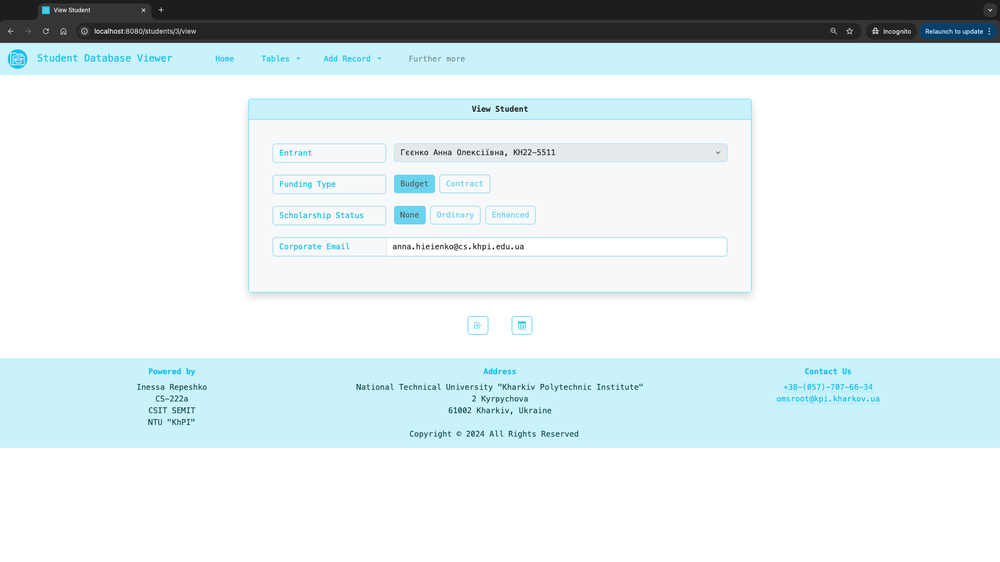 View Student
localhost:8080/students/3/view
Incognito
Relaunch to update
Student Database Viewer
Home
Tables
Add Record
Further more
View Student
Entrant
Гєєнко Анна Олексіївна, КН22-5511
Funding Type
Budget
Contract
Scholarship Status
None
Ordinary
Enhanced
Corporate Email
anna.hieienko@cs.khpi.edu.ua
Powered by
Inessa Repeshko
CS-222a
CSIT SEMIT
NTU "KhPI"
Address
National Technical University "Kharkiv Polytechnic Institute"
2 Kyrpychova
61002 Kharkiv, Ukraine
Contact Us
+38-(057)-707-66-34
omsroot@kpi.kharkov.ua
Copyright © 2024 All Rights Reserved